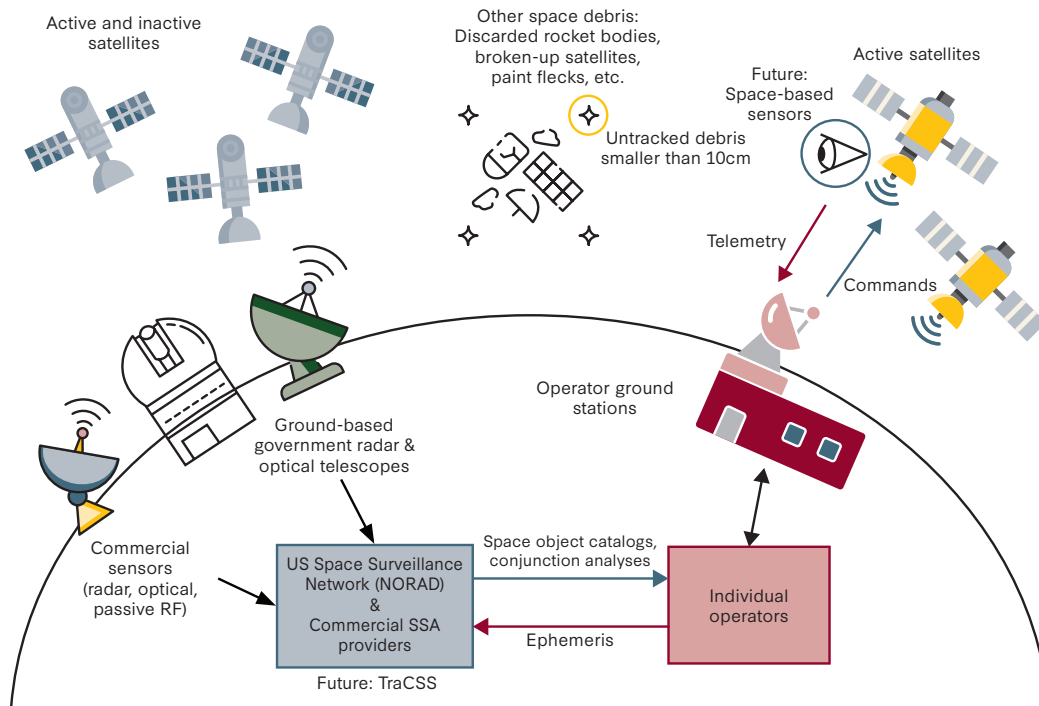 Active and inactive
satellites
Other space debris:
Discarded rocket bodies,
broken-up satellites,
paint flecks, etc.
Untracked debris
smaller than 10cm
Future:
Space-based
sensors
Active satellites
Telemetry
Commands
Operator ground
stations
Ground-based
government radar &
optical telescopes
Commercial
sensors
(radar, optical,
passive RF)
US Space Surveillance
Network (NORAD)
&
Commercial SSA
providers
Future: TraCSS
Space object catalogs,
conjunction analyses
Ephemeris
Individual
operators